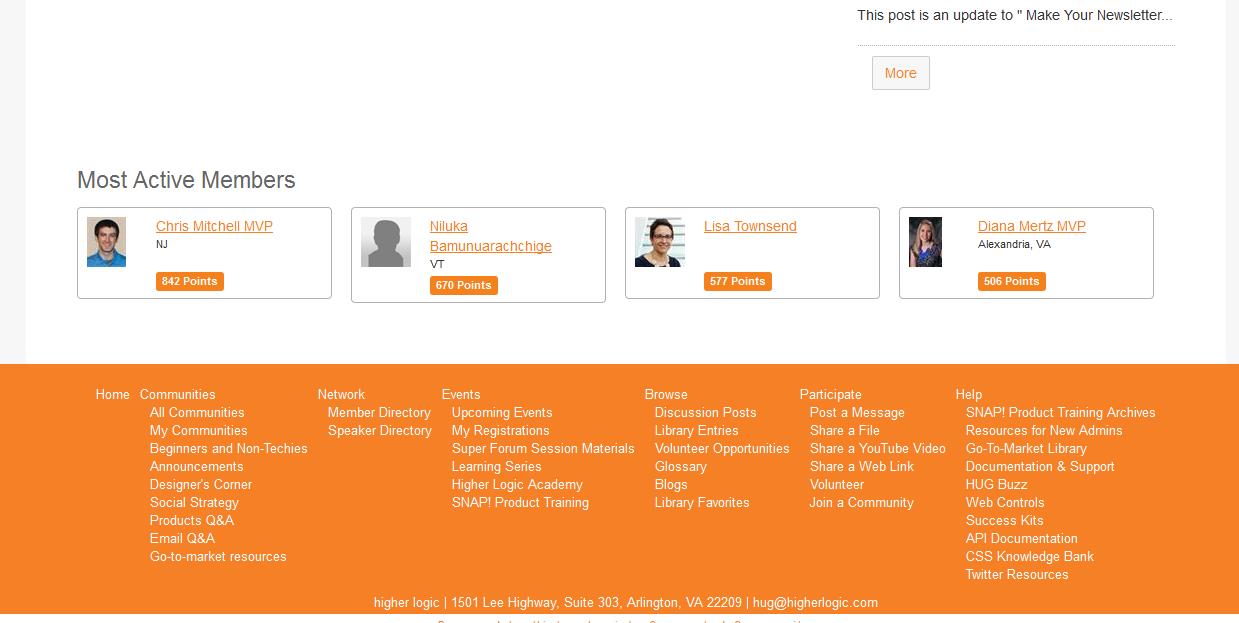 This post is an update to " Make Your Newsletter...
More
Most Active Members
Chris Mitchell MVP
NJ
842 Points
Niluka
Bamunuarachchige
VT
670 Points
Lisa Townsend
577 Points
Diana Mertz MVP
Alexandria, VA
506 Points
Home
Communities
All Communities
My Communities
Beginners and Non-Techies
Announcements
Designer's Corner
Social Strategy
Products Q&A
Email Q&A
Go-to-market resources
Network
Member Directory
Speaker Directory
Events
Upcoming Events
My Registrations
Super Forum Session Materials
Learning Series
Higher Logic Academy
SNAP! Product Training
Browse
Discussion Posts
Library Entries
Volunteer Opportunities
Glossary
Blogs
Library Favorites
Participate
Post a Message
Share a File
Share a YouTube Video
Share a Web Link
Volunteer
Join a Community
Help
SNAP! Product Training Archives
Resources for New Admins
Go-To-Market Library
Documentation & Support
HUG Buzz
Web Controls
Success Kits
API Documentation
CSS Knowledge Bank
Twitter Resources
higher logic | 1501 Lee Highway, Suite 303, Arlington, VA 22209 | hug@higherlogic.com